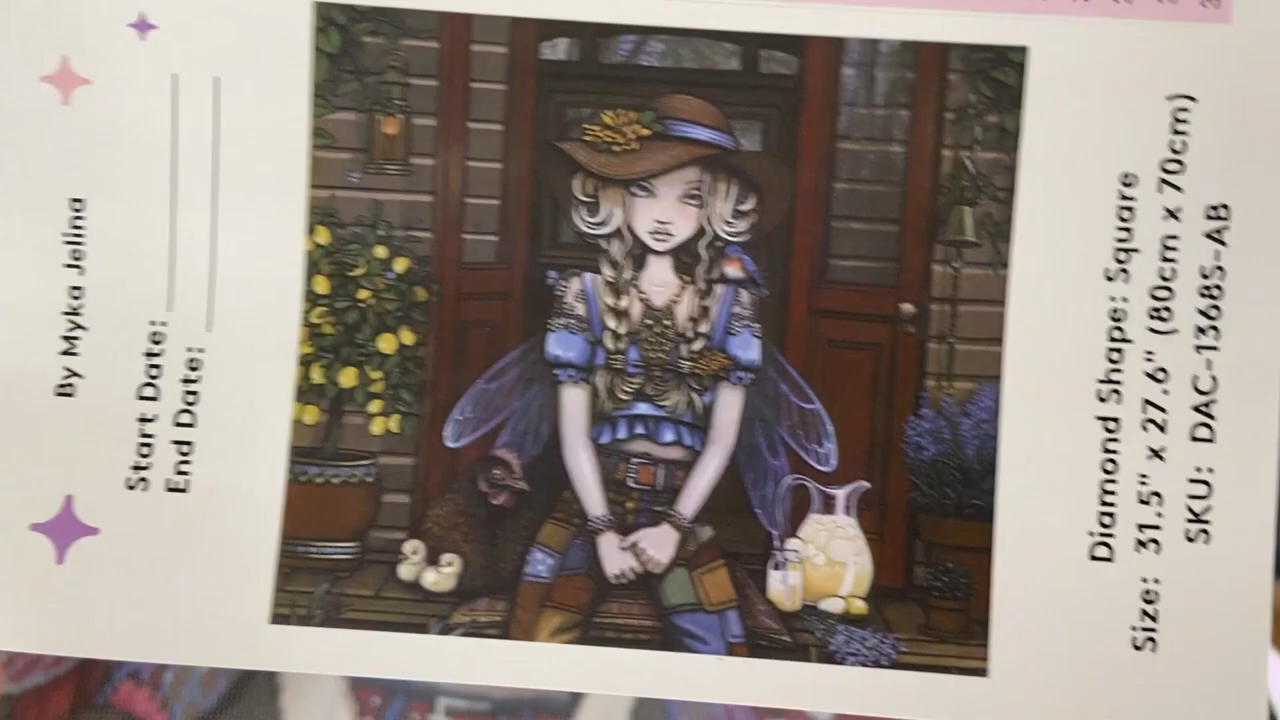 By Myka Jelina
Start Date:
End Date:
Diamond Shape: Square
Size: 31.5" x 27.6" (80cm x 70cm)
SKU: DAC-1368S-AB